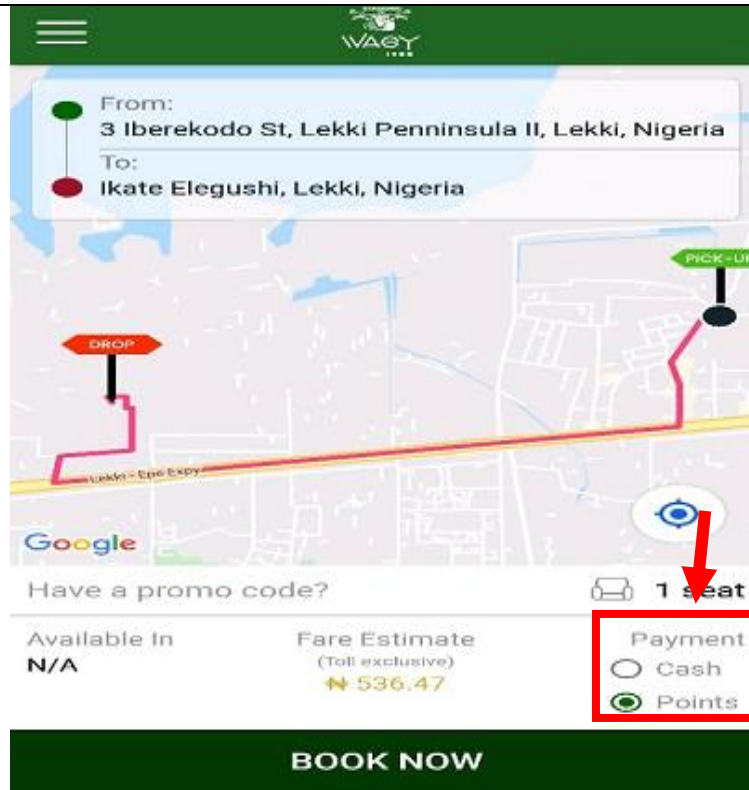 WAGY
From:
3 Iberekodo St, Lekki Penninsula II, Lekki, Nigeria
To:
Ikate Elegushi, Lekki, Nigeria
PICK-U
DROP
Lekki - Epe Expy
Google
Have a promo code?
1 seat
Available In
Fare Estimate
Payment
N/A
(Toll exclusive)
Cash
₦ 536.47
Points
BOOK NOW